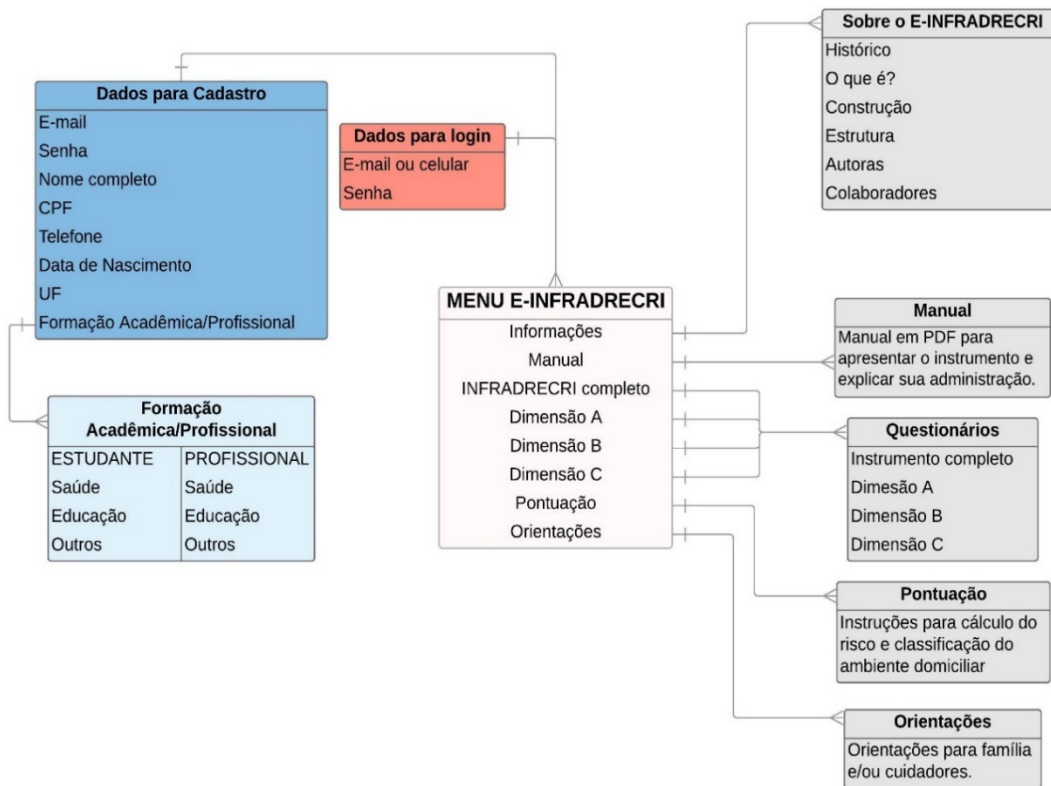 Dados para Cadastro
E-mail
Senha
Nome completo
CPF
Telefone
Data de Nascimento
UF
Formação Acadêmica/Profissional
Formação
Acadêmica/Profissional
ESTUDANTE PROFISSIONAL
Saúde Saúde
Educação Educação
Outros Outros
Dados para login
E-mail ou celular
Senha
MENU E-INFRADRECRI
Informações
Manual
INFRADRECRI completo
Dimensão A
Dimensão B
Dimensão C
Pontuação
Orientações
Sobre o E-INFRADRECRI
Histórico
O que é?
Construção
Estrutura
Autoras
Colaboradores
Manual
Manual em PDF para
apresentar o instrumento e
explicar sua administração.
Questionários
Instrumento completo
Dimesão A
Dimensão B
Dimensão C
Pontuação
Instruções para cálculo do
risco e classificação do
ambiente domiciliar
Orientações
Orientações para família
e/ou cuidadores.